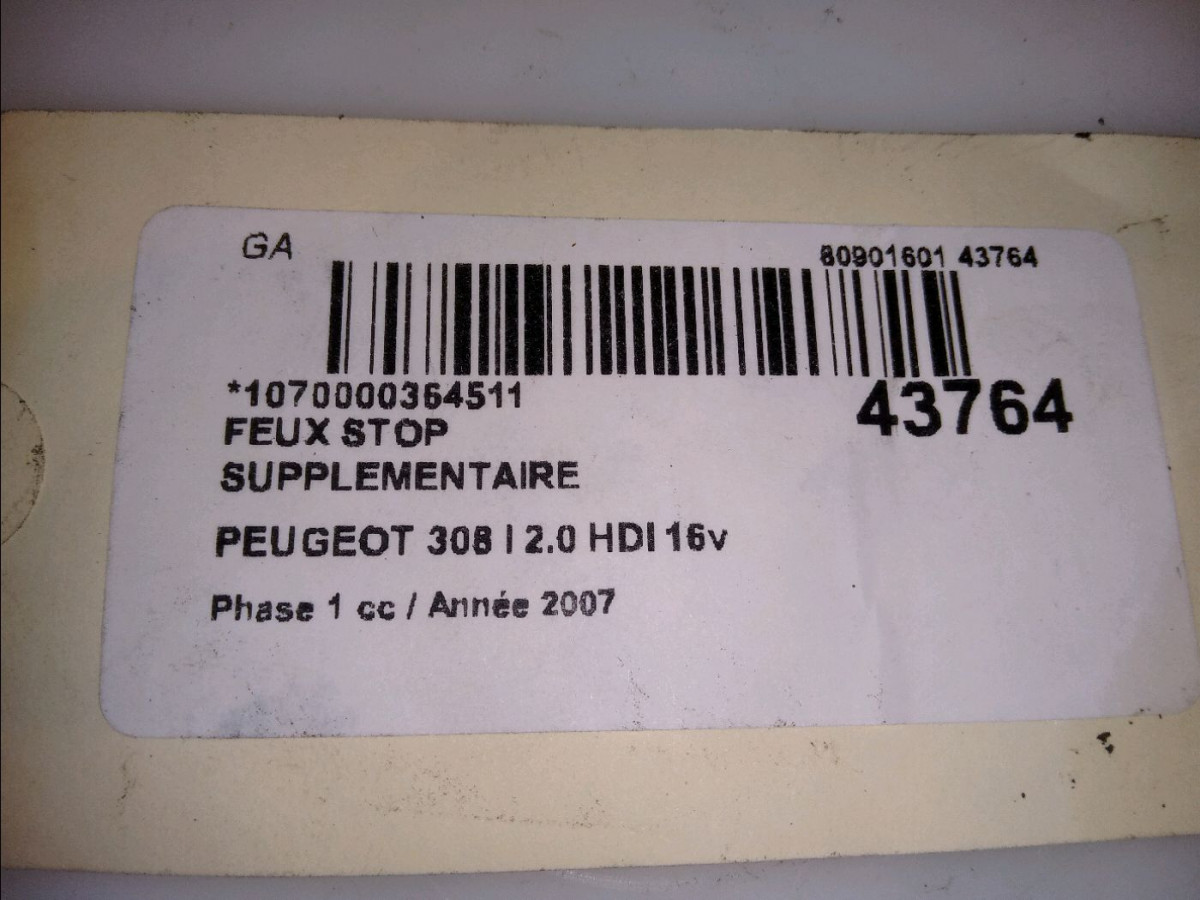 GA
80901601 43764
*1070000364511
43764
FEUX STOP
SUPPLEMENTAIRE
PEUGEOT 308 I 2.0 HDI 16v
Phase 1 cc / Année 2007